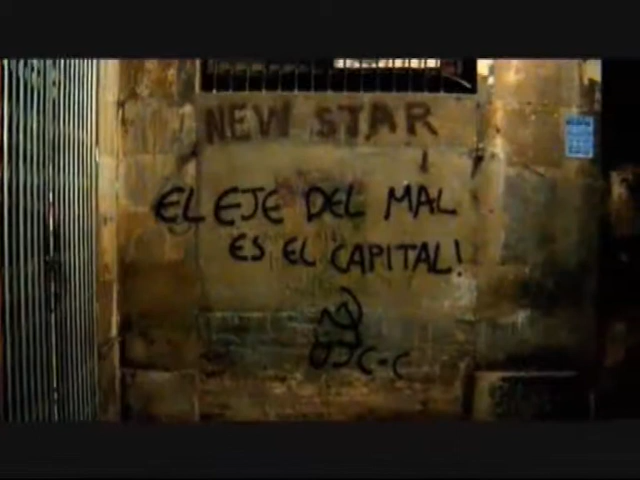 NEW STAR
EL EJE DEL MAL
ES EL CAPITAL!
C-C